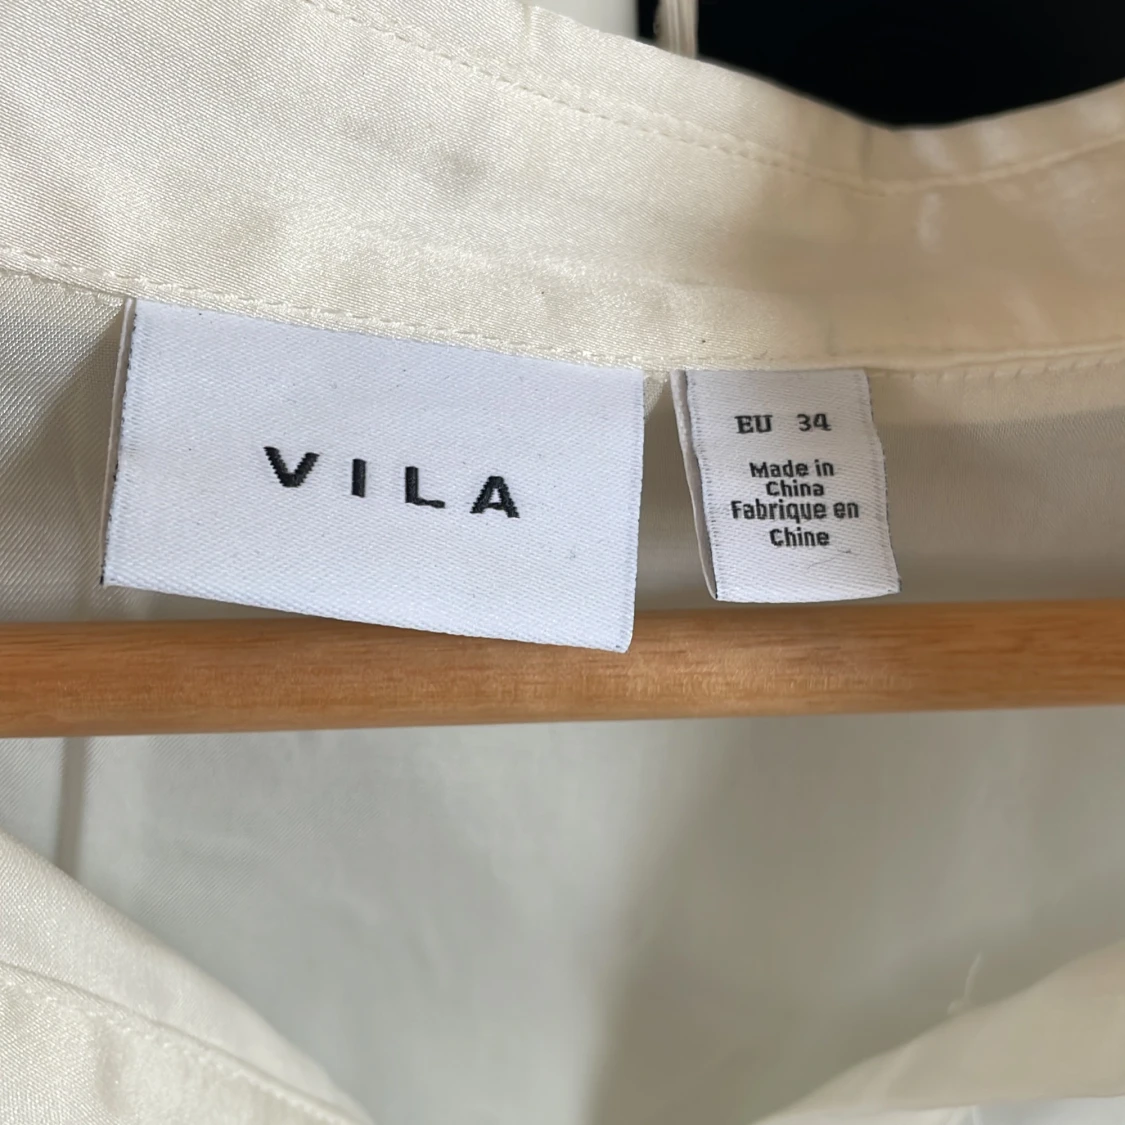 VILA
EU 34
Made in
China
Fabrique en
Chine